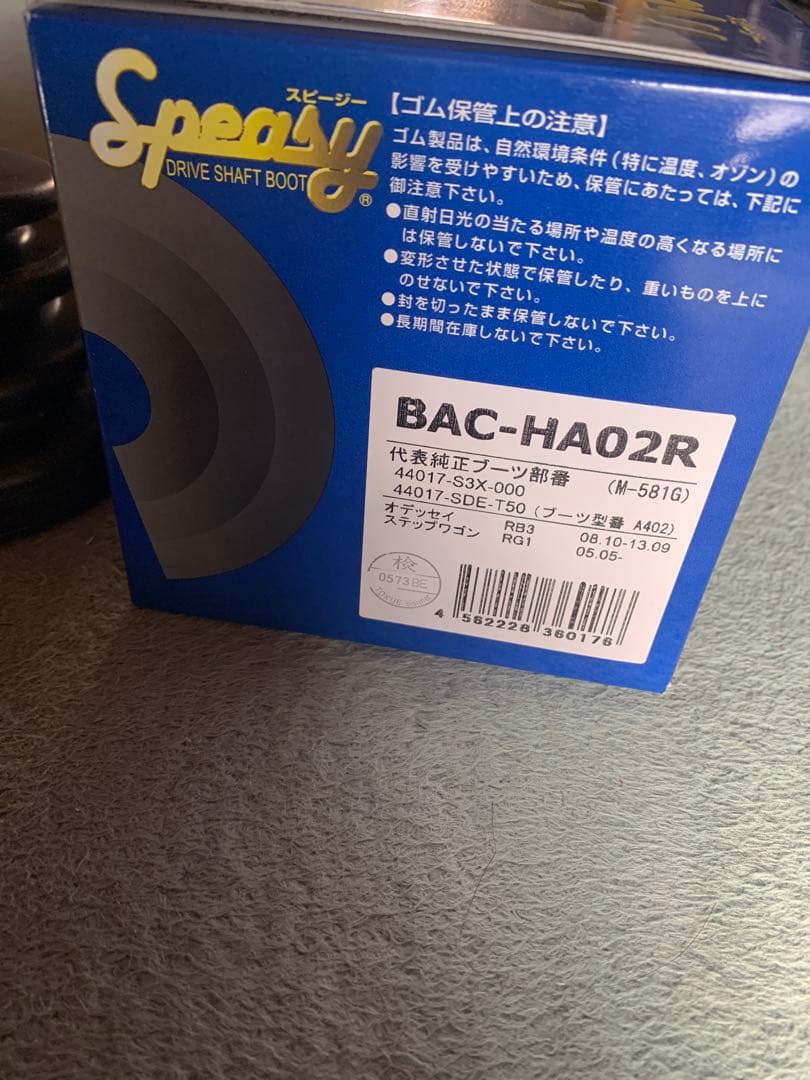 スピージー
Speasy
DRIVE SHAFT BOOT ®
【ゴム保管上の注意】
ゴム製品は、自然環境条件(特に温度、オゾン)の
影響を受けやすいため、保管にあたっては、下記に
御注意下さい。
●直射日光の当たる場所や温度の高くなる場所に
は保管しないで下さい。
●変形させた状態で保管したり、重いものを上に
のせないで下さい。
●封を切ったまま保管しないで下さい。
●長期間在庫しないで下さい。
BAC-HA02R
代表純正ブーツ部番 (M-581G)
44017-S3X-000
44017-SDE-T50 (ブーツ型番 A402)
オデッセイ RB3 08.10-13.09
ステップワゴン RG1 05.05-
検
0573BE
4 562228 360176